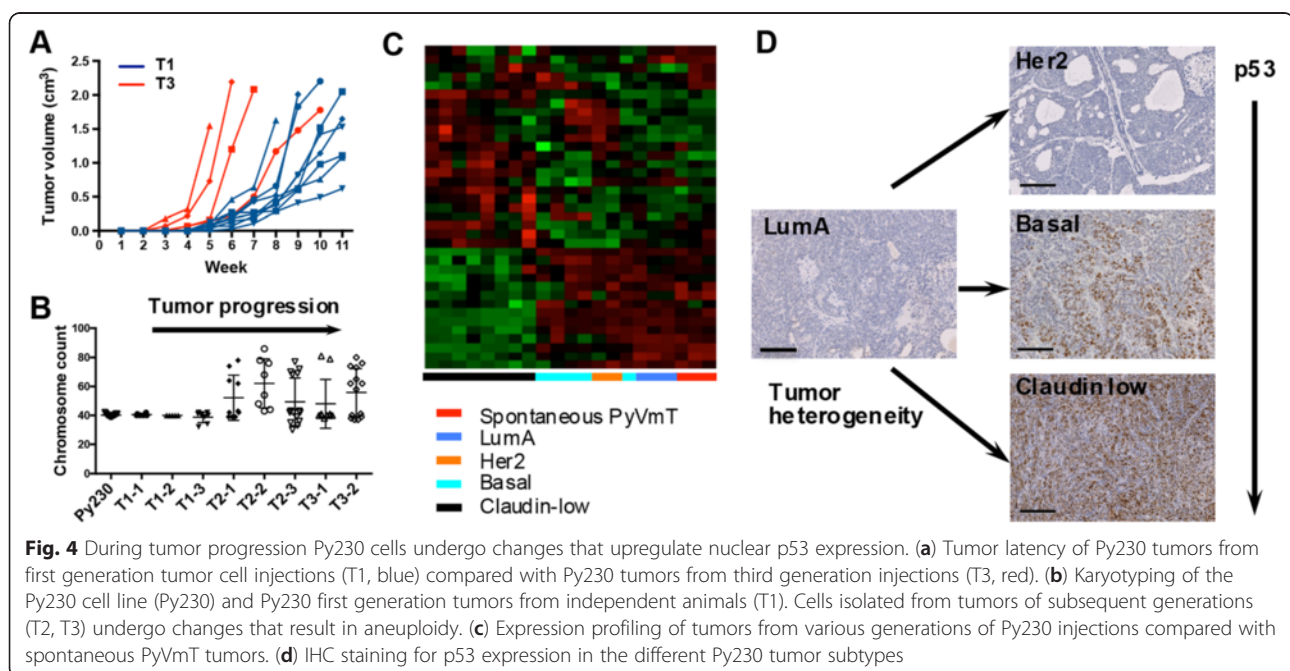 A
Tumor volume (cm³)
2.5
2.0
1.5
1.0
0.5
0.0
T1
T3
0 1 2 3 4 5 6 7 8 9 10 11
Week
B
Tumor progression
Chromosome count
100
80
60
40
20
0
Py230
T1-1
T1-2
T1-3
T2-1
T2-2
T2-3
T3-1
T3-2
C
Spontaneous PyVmT
LumA
Her2
Basal
Claudin-low
D
Her2
p53
LumA
Basal
Tumor
heterogeneity
Claudin low
Fig. 4 During tumor progression Py230 cells undergo changes that upregulate nuclear p53 expression. (a) Tumor latency of Py230 tumors from
first generation tumor cell injections (T1, blue) compared with Py230 tumors from third generation injections (T3, red). (b) Karyotyping of the
Py230 cell line (Py230) and Py230 first generation tumors from independent animals (T1). Cells isolated from tumors of subsequent generations
(T2, T3) undergo changes that result in aneuploidy. (c) Expression profiling of tumors from various generations of Py230 injections compared with
spontaneous PyVmT tumors. (d) IHC staining for p53 expression in the different Py230 tumor subtypes